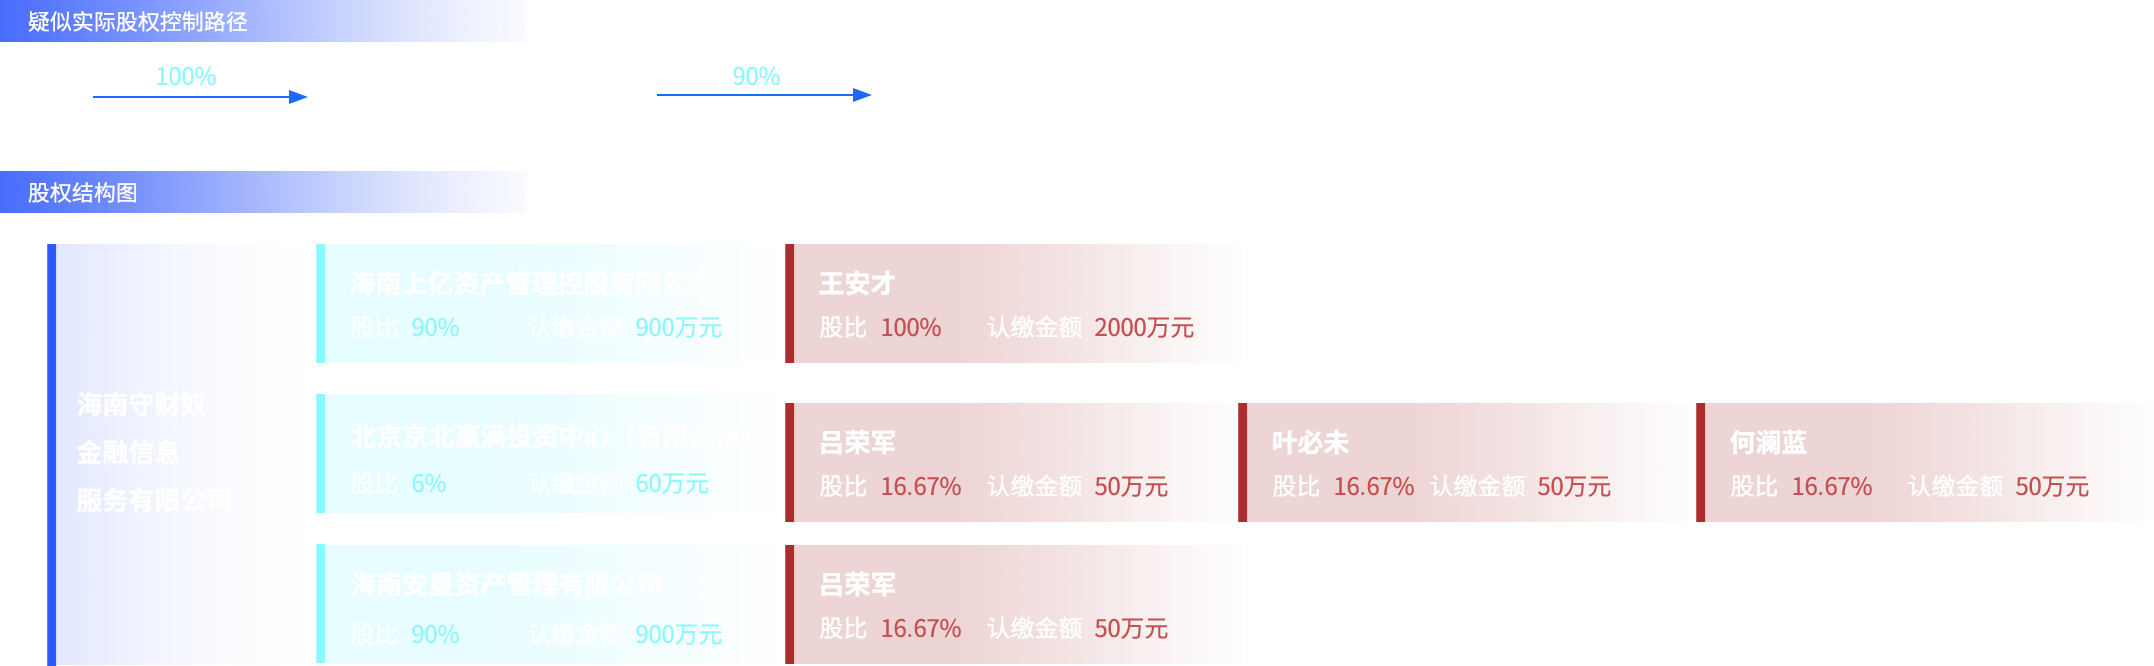 疑似实际股权控制路径
100%
90%
股权结构图
海南守财奴
金融信息
服务有限公司
海南上亿资产管理控股有限公司
股比 90% 认缴金额 900万元
王安才
股比 100% 认缴金额 2000万元
北京京北赢满投资中心（有限合伙
股比 6% 认缴金额 60万元
吕荣军
股比 16.67% 认缴金额 50万元
叶必未
股比 16.67% 认缴金额 50万元
何澜蓝
股比 16.67% 认缴金额 50万元
海南安曼资产管理有限公司
股比 90% 认缴金额 900万元
吕荣军
股比 16.67% 认缴金额 50万元